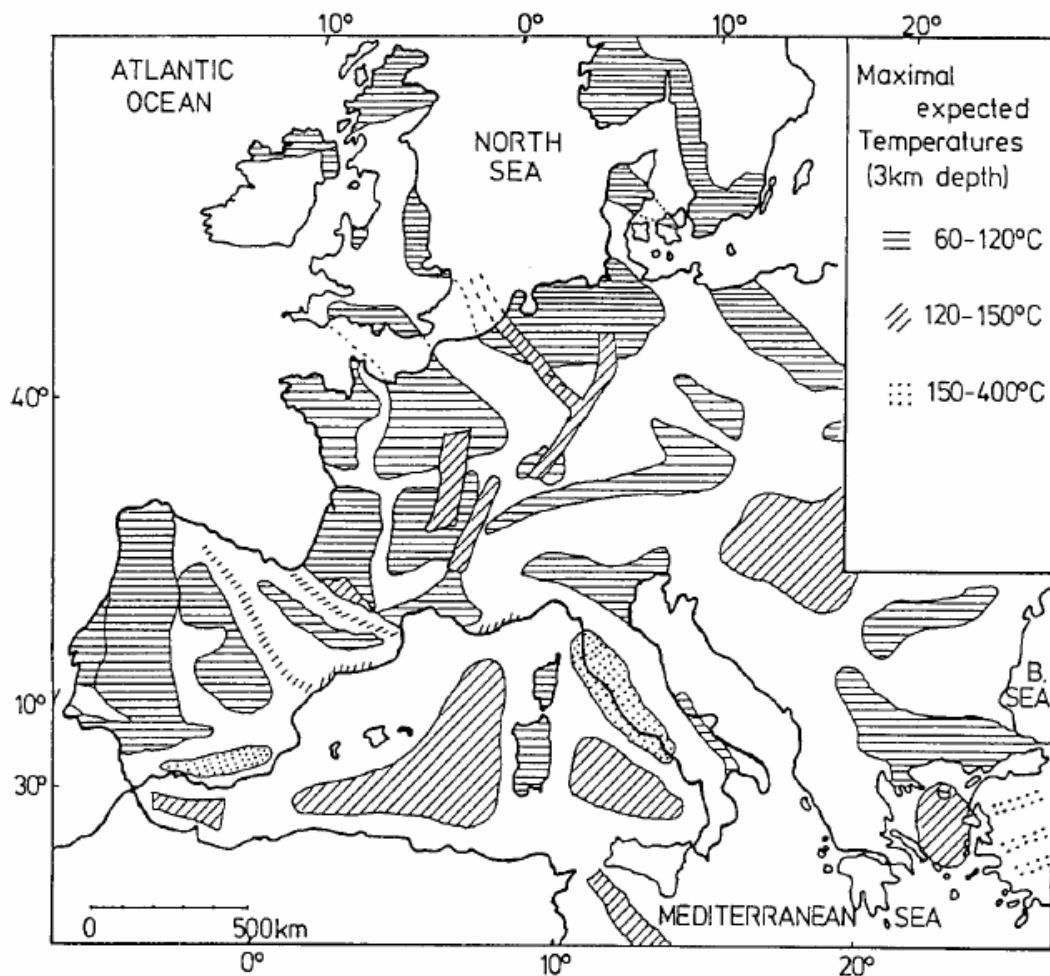 10° 0° 20°
ATLANTIC
OCEAN
NORTH
SEA
Maximal
expected
Temperatures
(3km depth)
60-120°C
120-150°C
150-400°C
40°
10°
30°
B.
SEA
0 500km
MEDITERRANEAN SEA
0° 10° 20°